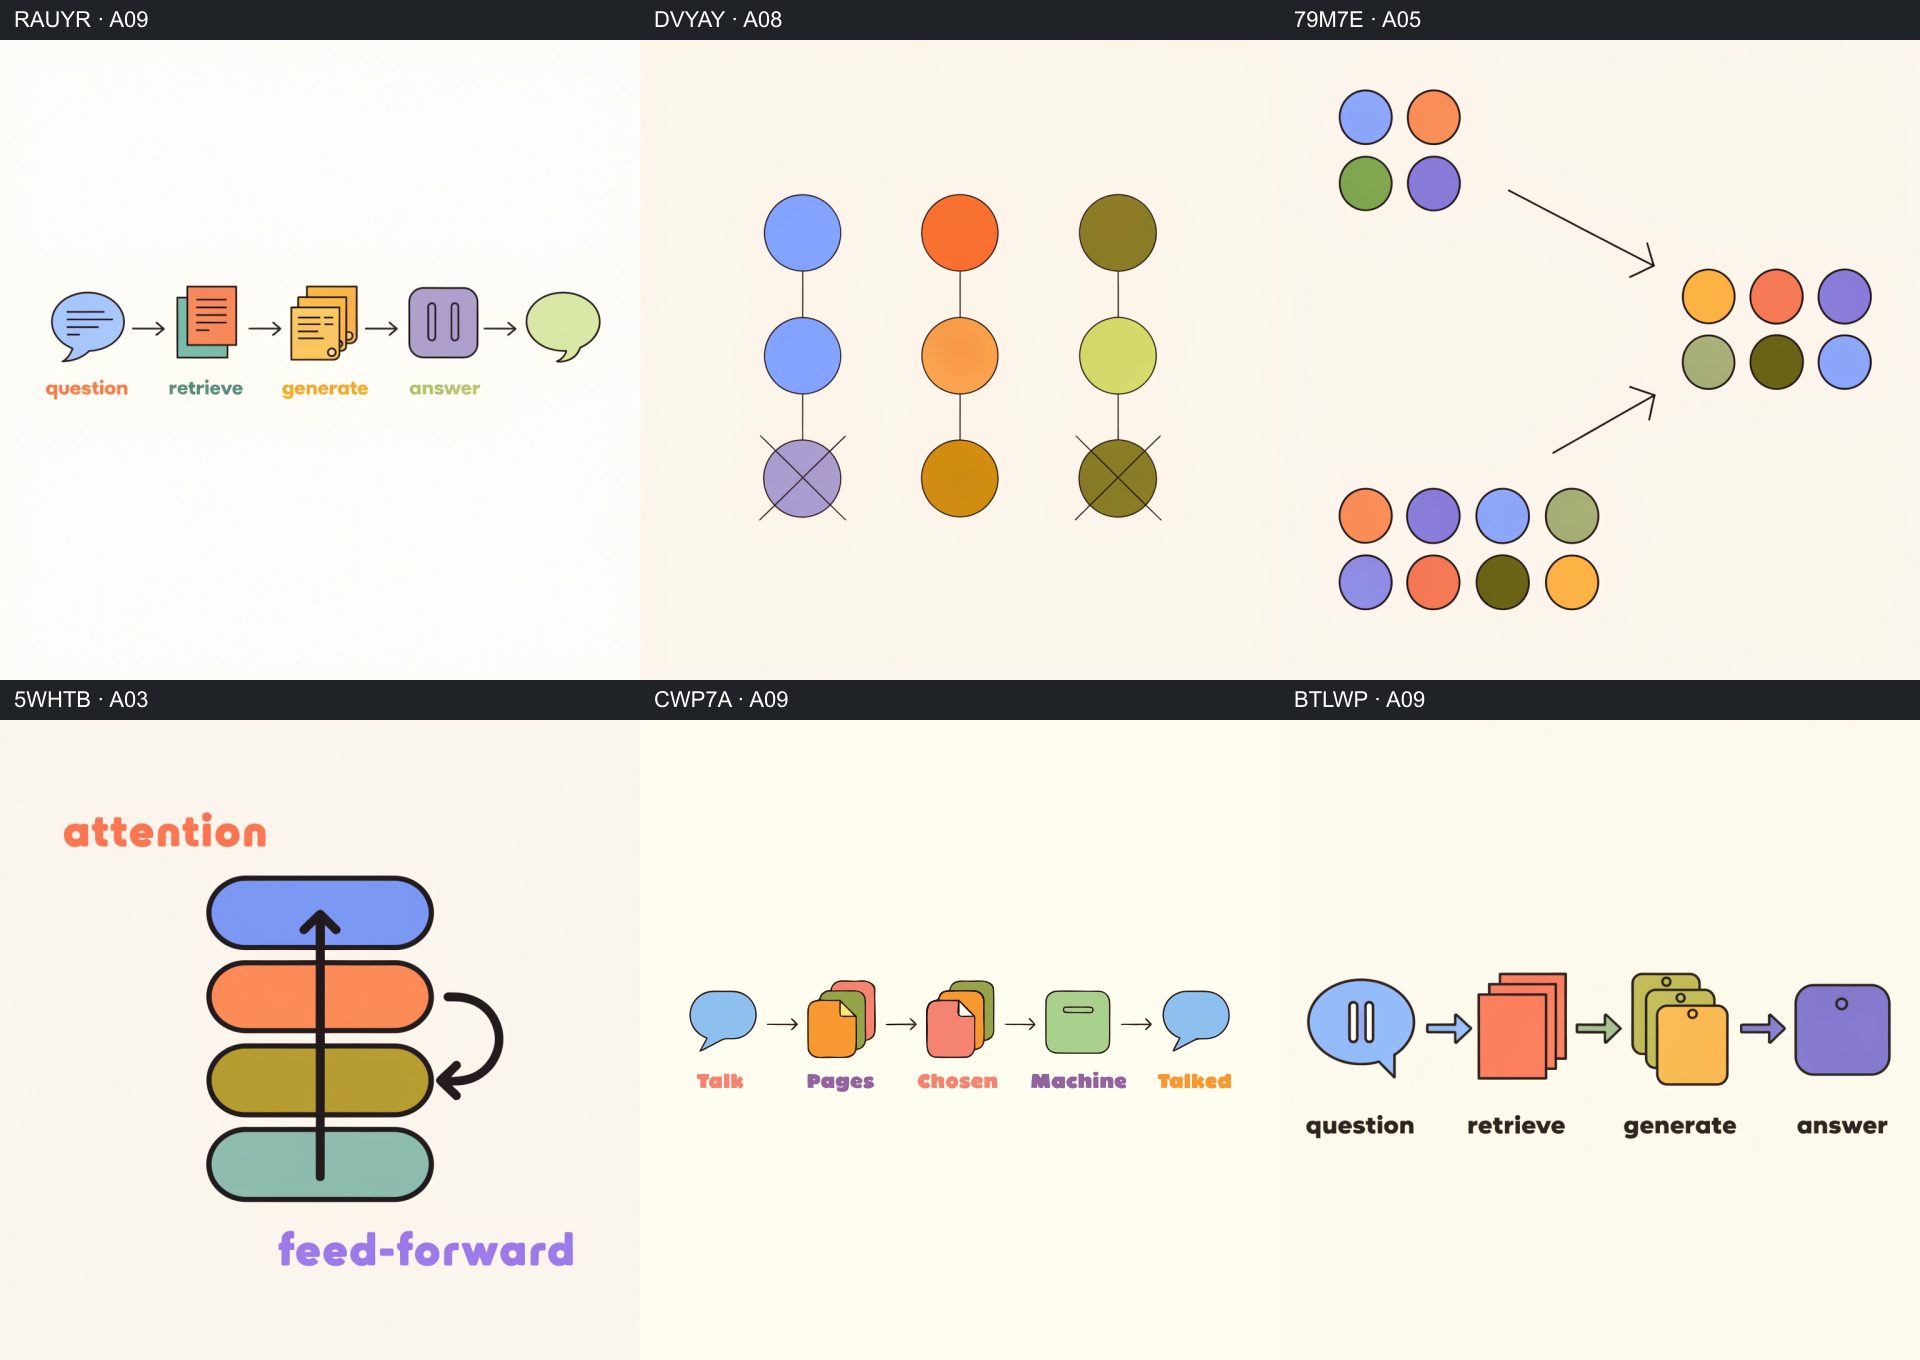 RAUYR · A09
DVYAY · A08
79M7E · A05
question retrieve generate answer
5WHTB · A03
CWP7A · A09
BTLWP · A09
attention
feed-forward
Talk Pages Chosen Machine Talked
question retrieve generate answer